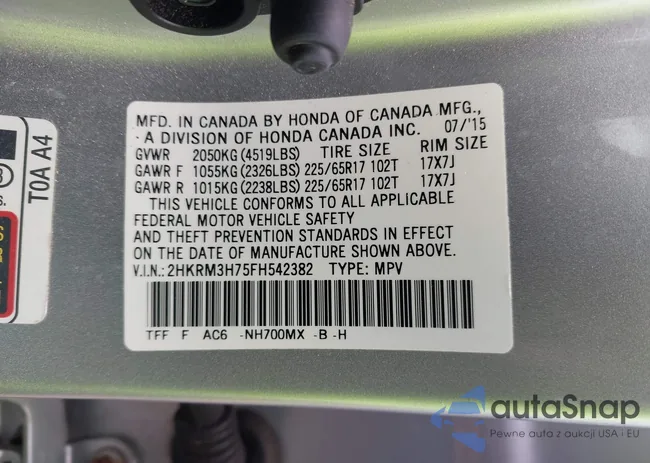 MFD. IN CANADA BY HONDA OF CANADA MFG.,
A DIVISION OF HONDA CANADA INC. 07/'15
GVWR 2050KG(4519LBS) TIRE SIZE RIM SIZE
GAWR F 1055KG(2326LBS) 225/65R17 102T 17X7J
GAWR R 1015KG(2238LBS) 225/65R17 102T 17X7J
THIS VEHICLE CONFORMS TO ALL APPLICABLE
FEDERAL MOTOR VEHICLE SAFETY
AND THEFT PREVENTION STANDARDS IN EFFECT
ON THE DATE OF MANUFACTURE SHOWN ABOVE.
V.I.N.: 2HKRM3H75FH542382 TYPE: MPV
TFF F AC6 -NH700MX -B -H
T0A A4
S.
autaSnap
Pewne auta z aukcji USA i EU